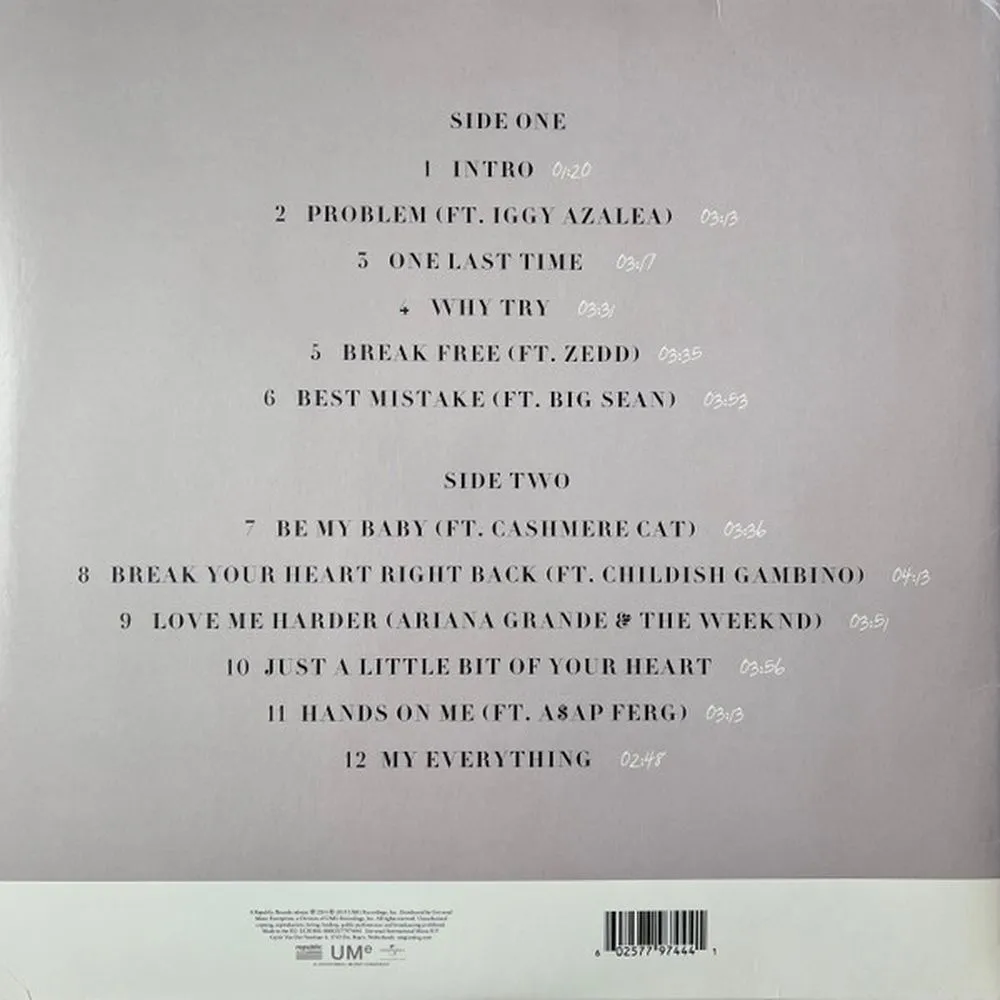 SIDE ONE
1 INTRO 01:20
2 PROBLEM (FT. IGGY AZALEA) 03:13
3 ONE LAST TIME 03:17
4 WHY TRY 03:31
5 BREAK FREE (FT. ZEDD) 03:35
6 BEST MISTAKE (FT. BIG SEAN) 03:53
SIDE TWO
7 BE MY BABY (FT. CASHMERE CAT) 03:36
8 BREAK YOUR HEART RIGHT BACK (FT. CHILDISH GAMBINO) 04:13
9 LOVE ME HARDER (ARIANA GRANDE & THE WEEKND) 03:51
10 JUST A LITTLE BIT OF YOUR HEART 03:56
11 HANDS ON ME (FT. A$AP FERG) 03:13
12 MY EVERYTHING 02:48
republic UMe
6 02577 97444 1